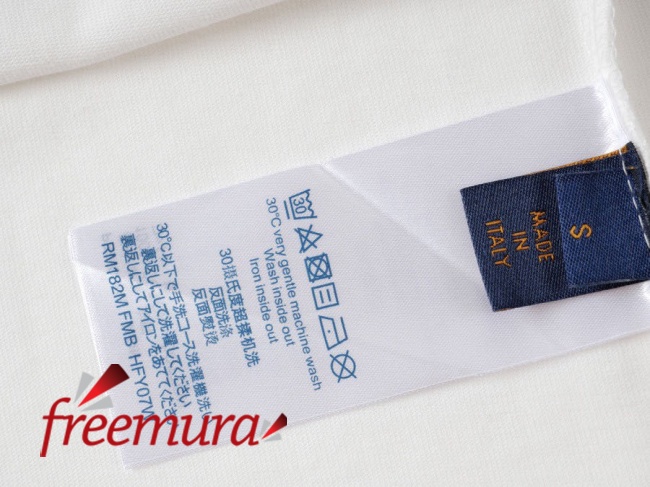 30°C very gentle machine wash
Wash inside out
Iron inside out
30摄氏度超揉机洗
反面洗涤
反面熨烫
30℃以下で手洗コース洗濯機洗い
裏返しにして洗濯してください
裏返しにしてアイロンをあててくださ
RM182M FMB HFY07W
MADE
IN
ITALY
S
freemura